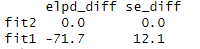 elpd_diff se_diff
fit2   0.0       0.0
fit1 -71.7      12.1